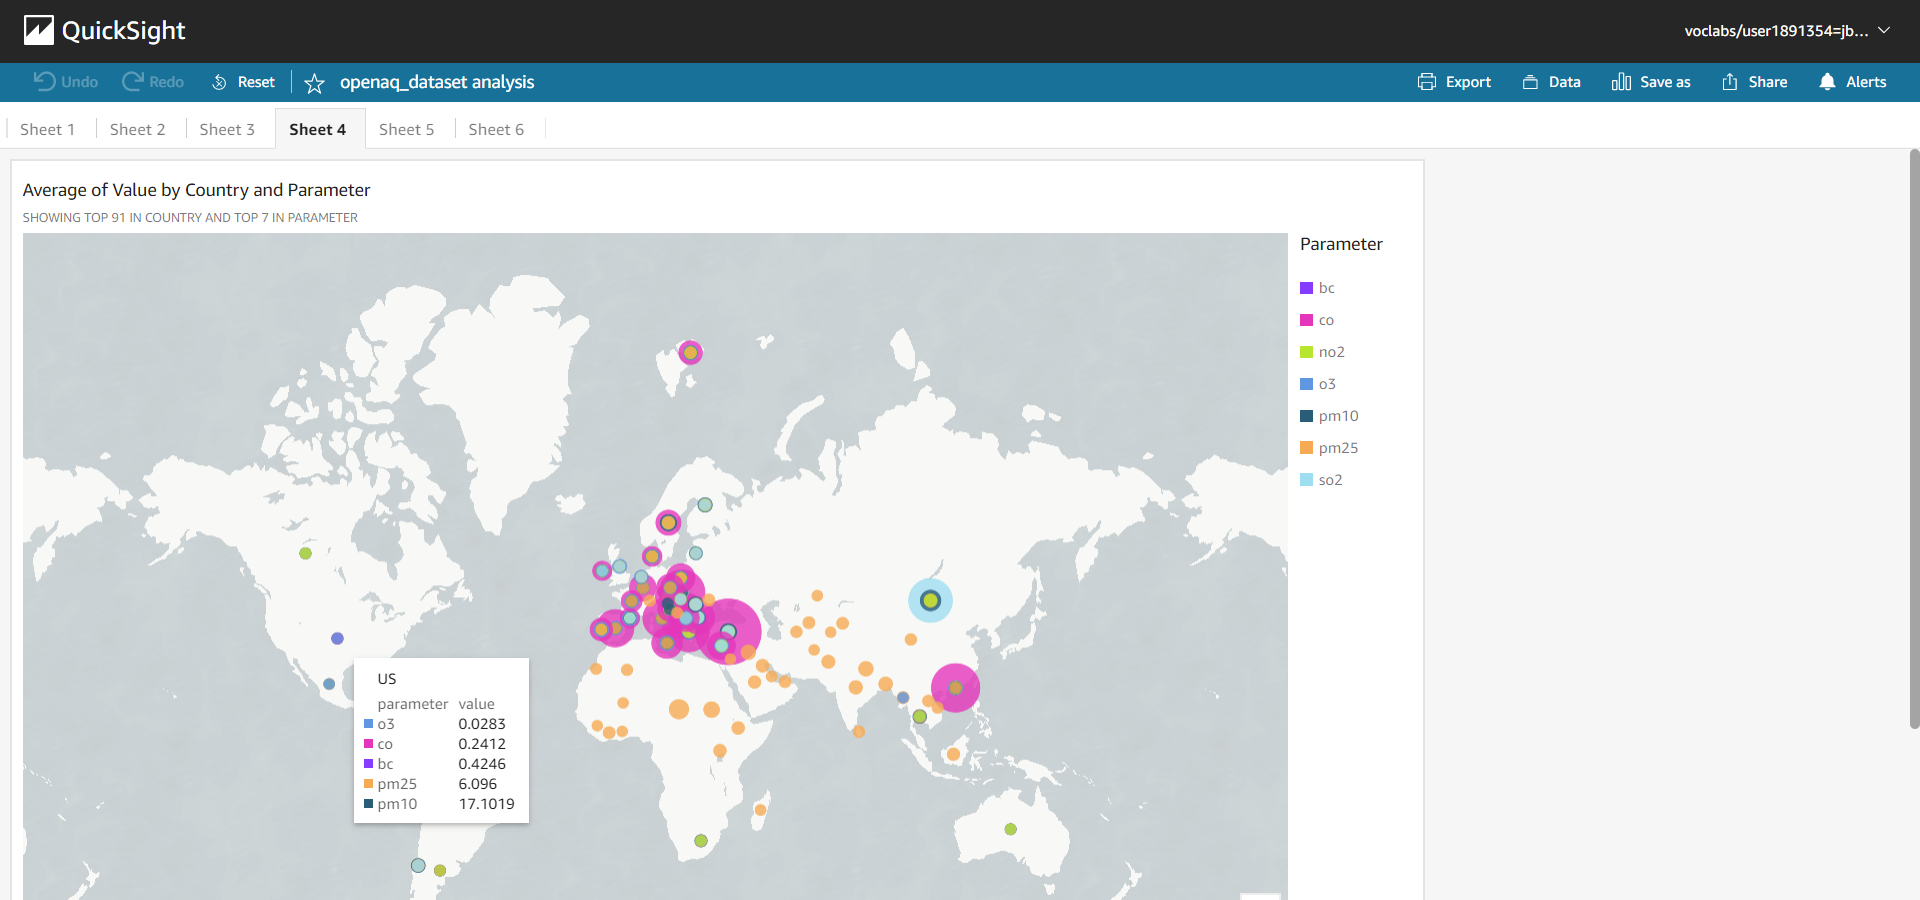 QuickSight
voclabs/user1891354=jb...
Undo
Redo
Reset
openaq_dataset analysis
Export
Data
Save as
Share
Alerts
Sheet 1
Sheet 2
Sheet 3
Sheet 4
Sheet 5
Sheet 6
Average of Value by Country and Parameter
SHOWING TOP 91 IN COUNTRY AND TOP 7 IN PARAMETER
Parameter
bc
co
no2
o3
pm10
pm25
so2
US
parameter value
o3 0.0283
co 0.2412
bc 0.4246
pm25 6.096
pm10 17.1019